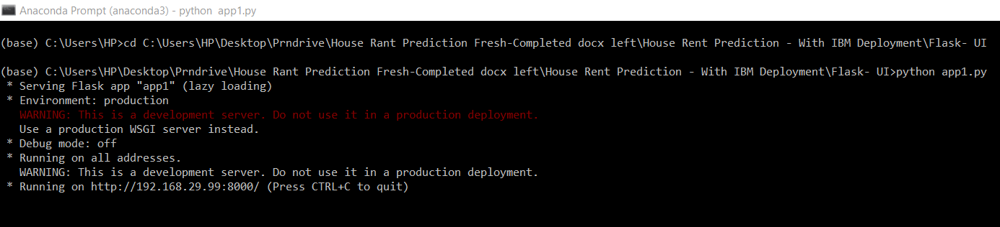 Anaconda Prompt (anaconda3) - python  app1.py
(base) C:\Users\HP>cd C:\Users\HP\Desktop\Prndrive\House Rant Prediction Fresh-Completed docx left\House Rent Prediction - With IBM Deployment\Flask- UI
(base) C:\Users\HP\Desktop\Prndrive\House Rant Prediction Fresh-Completed docx left\House Rent Prediction - With IBM Deployment\Flask- UI>python app1.py
 * Serving Flask app "app1" (lazy loading)
 * Environment: production
   WARNING: This is a development server. Do not use it in a production deployment.
   Use a production WSGI server instead.
 * Debug mode: off
 * Running on all addresses.
   WARNING: This is a development server. Do not use it in a production deployment.
 * Running on http://192.168.29.99:8000/ (Press CTRL+C to quit)